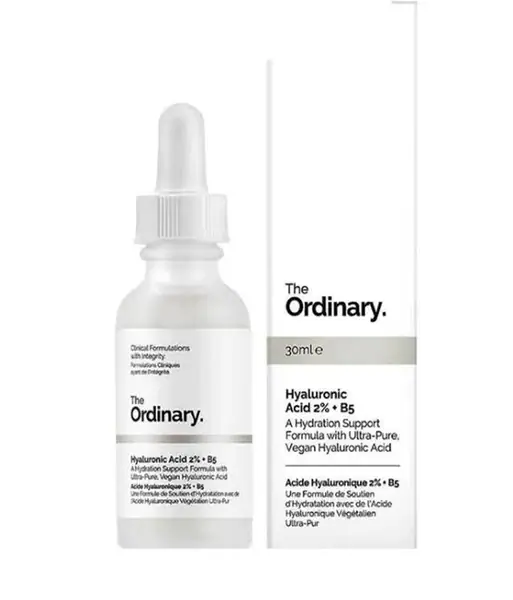 Clinical Formulations
with Integrity.
Formulations Cliniques
ayant de l'Intégrité
The
Ordinary.
Hyaluronic Acid 2% + B5
A Hydration Support Formula with
Ultra-Pure, Vegan Hyaluronic Acid
Acide Hyaluronique 2% + B5
Une Formule de Soutien d'Hydratation avec de
l'Acide Hyaluronique Végétalien Ultra-Pur
The
Ordinary.
30ml e
Hyaluronic
Acid 2% + B5
A Hydration Support
Formula with Ultra-Pure,
Vegan Hyaluronic Acid
Acide Hyaluronique 2% + B5
Une Formule de Soutien
d'Hydratation avec de l'Acide
Hyaluronique Végétalien
Ultra-Pur